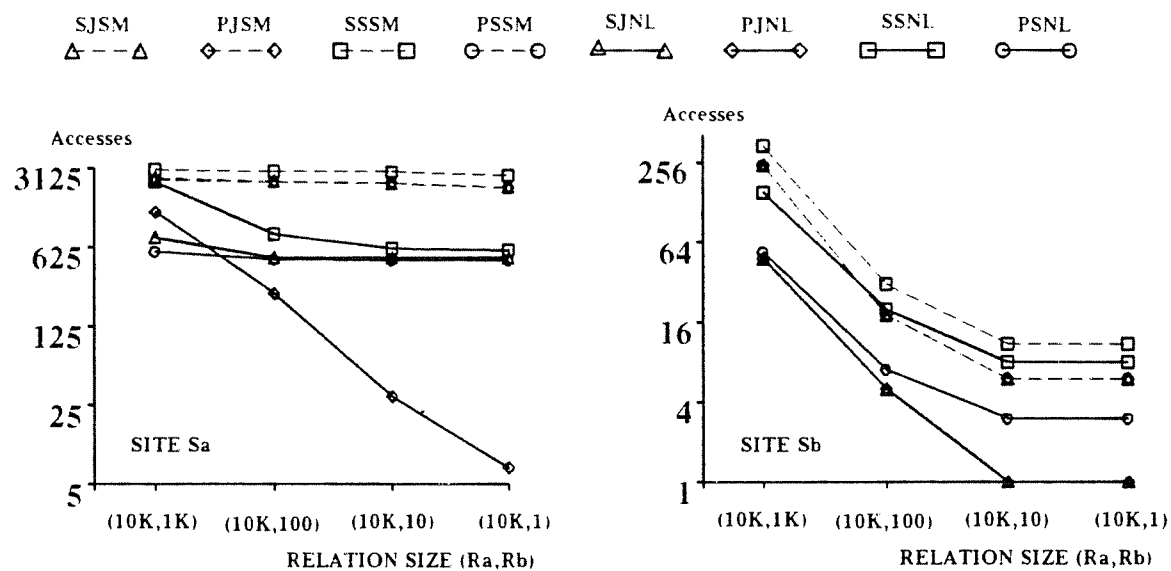 SJSM PJSM SSSM PSSM SJNL PJNL SSNL PSNL
Accesses
3125
625
125
25
5
SITE Sa
(10K,1K) (10K,100) (10K,10) (10K,1)
RELATION SIZE (Ra,Rb)
Accesses
256
64
16
4
1
SITE Sb
(10K,1K) (10K,100) (10K,10) (10K,1)
RELATION SIZE (Ra,Rb)